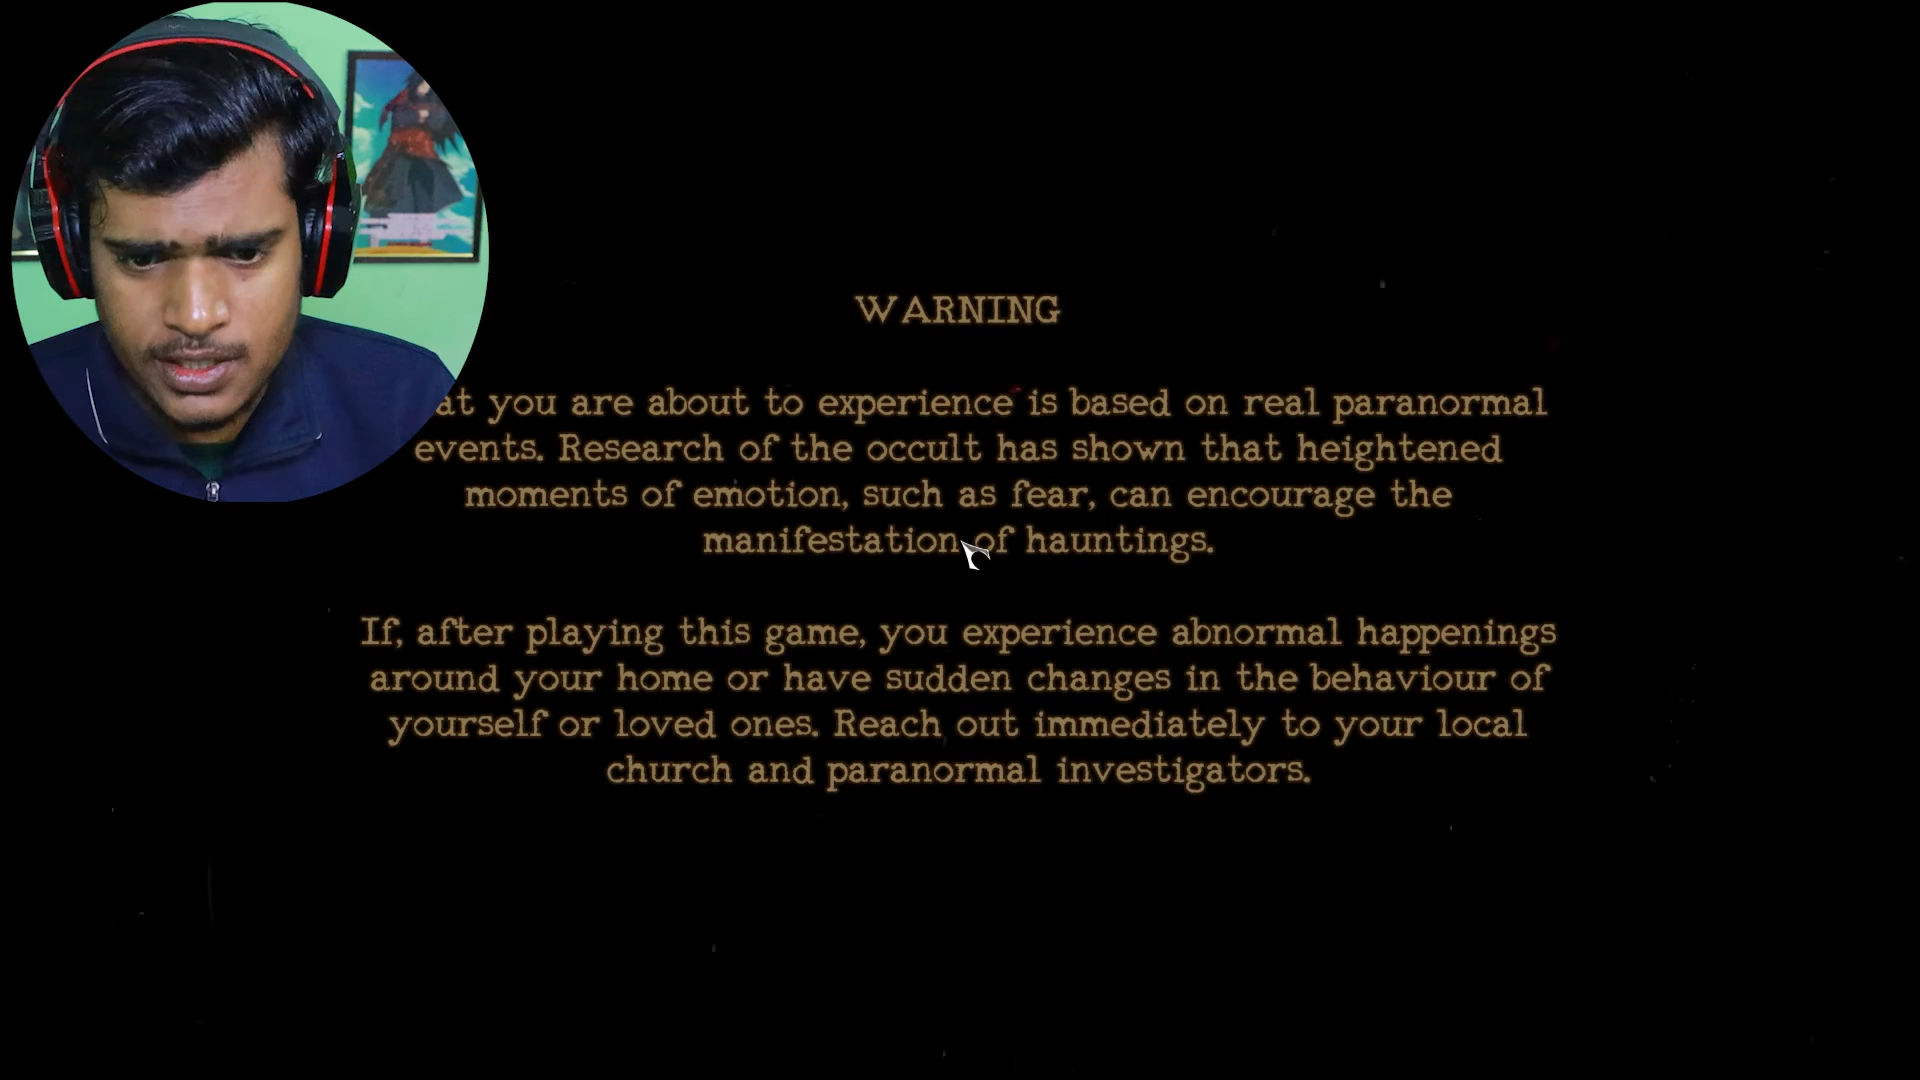 WARNING
you are about to experience is based on real paranormal
events. Research of the occult has shown that heightened
moments of emotion, such as fear, can encourage the
manifestation of hauntings.
If, after playing this game, you experience abnormal happenings
around your home or have sudden changes in the behaviour of
yourself or loved ones. Reach out immediately to your local
church and paranormal investigators.